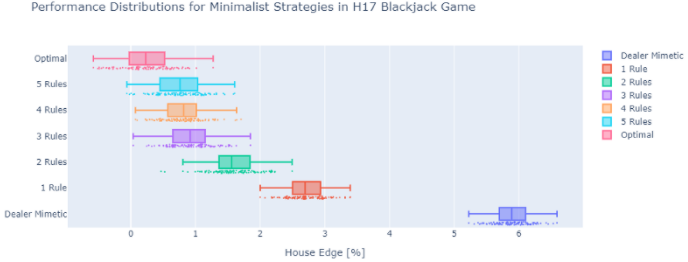 Performance Distributions for Minimalist Strategies in H17 Blackjack Game
Optimal
5 Rules
4 Rules
3 Rules
2 Rules
1 Rule
Dealer Mimetic
0 1 2 3 4 5 6
House Edge [%]
Dealer Mimetic
1 Rule
2 Rules
3 Rules
4 Rules
5 Rules
Optimal